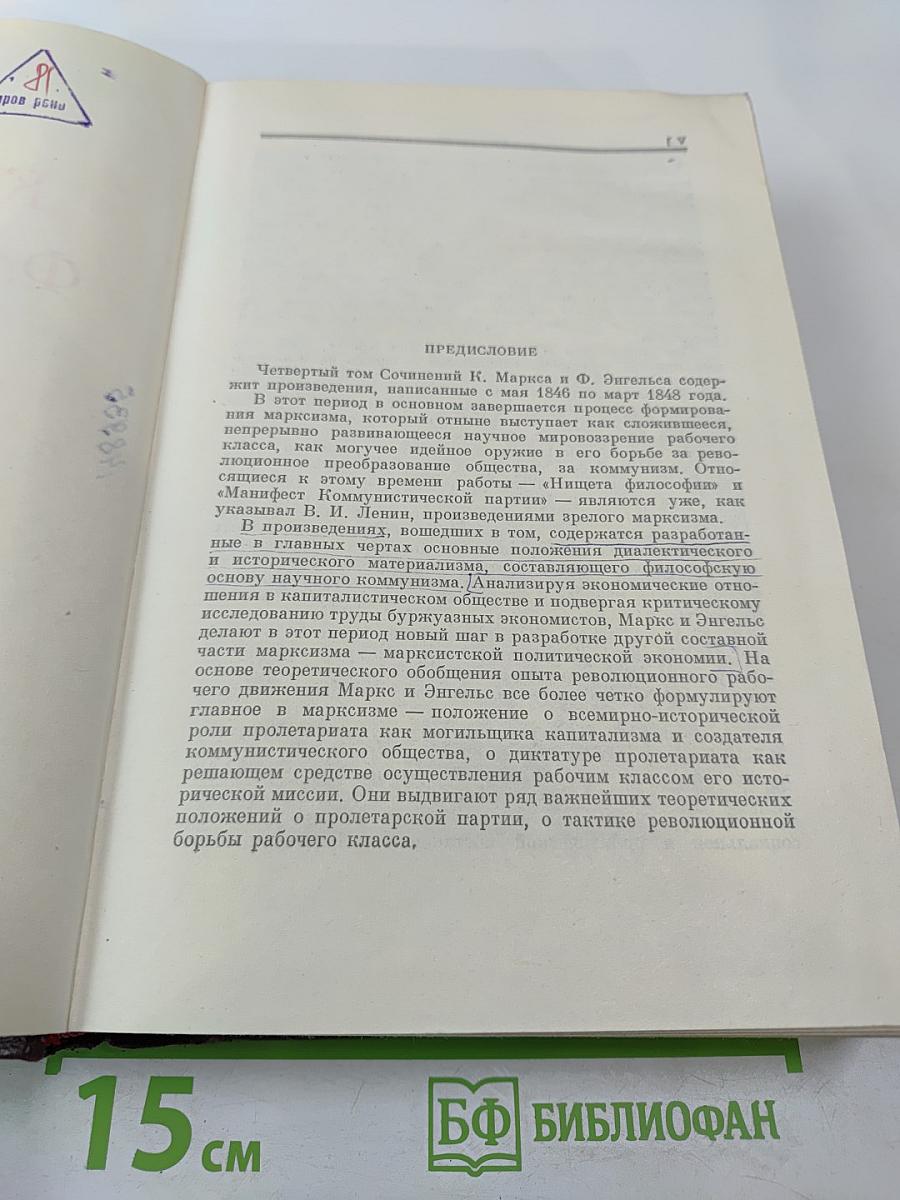 ПРЕДИСЛОВИЕ
Четвертый том Сочинений К. Маркса и Ф. Энгельса содер-
жит произведения, написанные с мая 1846 по март 1848 года.
В этот период в основном завершается процесс формирова-
ния марксизма, который отныне выступает как сложившееся,
непрерывно развивающееся научное мировоззрение рабочего
класса, как могучее идейное оружие в его борьбе за рево-
люционное преобразование общества, за коммунизм. Отно-
сящиеся к этому времени работы — «Нищета философии» и
«Манифест Коммунистической партии» — являются уже, как
указывал В. И. Ленин, произведениями зрелого марксизма.
В произведениях, вошедших в том, содержатся разработан-
ные в главных чертах основные положения диалектического
и исторического материализма, составляющего философскую
основу научного коммунизма. Анализируя экономические отно-
шения в капиталистическом обществе и подвергая критическому
исследованию труды буржуазных экономистов, Маркс и Энгельс
делают в этот период новый шаг в разработке другой составной
части марксизма — марксистской политической экономии. На
основе теоретического обобщения опыта революционного рабо-
чего движения Маркс и Энгельс все более четко формулируют
главное в марксизме — положение о всемирно-исторической
роли пролетариата как могильщика капитализма и создателя
коммунистического общества, о диктатуре пролетариата как
решающем средстве осуществления рабочим классом его исто-
рической миссии. Они выдвигают ряд важнейших теоретических
положений о пролетарской партии, о тактике революционной
борьбы рабочего класса.
15 см
БФ БИБЛИОФАН